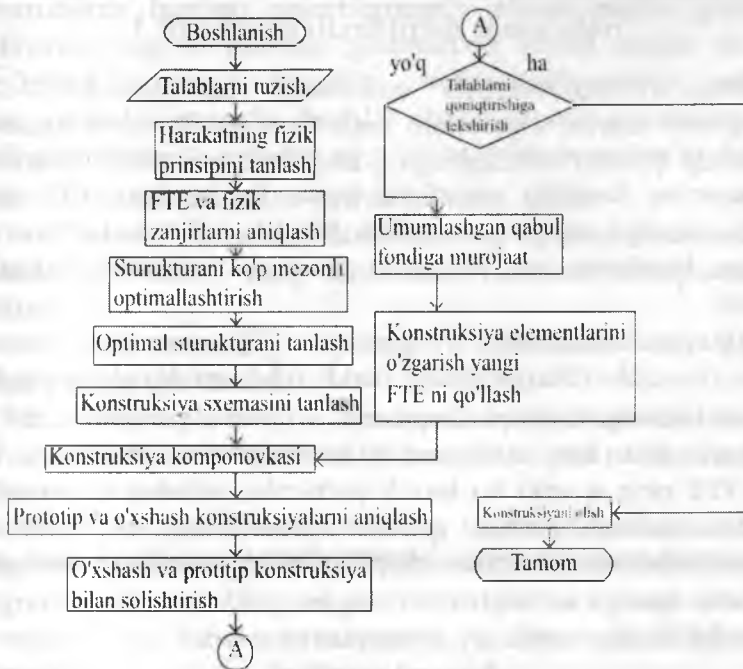 Boshlanish
Talablarni tuzish
Harakatning fizik
prinsipini tanlash
FTE va fizik
zanjirlarni aniqlash
Sturukturani ko'p mezonli
optimallashtirish
Optimal sturukturani tanlash
Konstruksiya sxemasini tanlash
Konstruksiya komponovkasi
Prototip va o'xshash konstruksiyalarni aniqlash
O'xshash va protitip konstruksiya
bilan solishtirish
A
A
yo'q
ha
Talablarni
qoniqtirishiga
tekshirish
Umumlashgan qabul
fondiga murojaat
Konstruksiya elementlarini
o'zgarish yangi
FTE ni qo'llash
Tamom